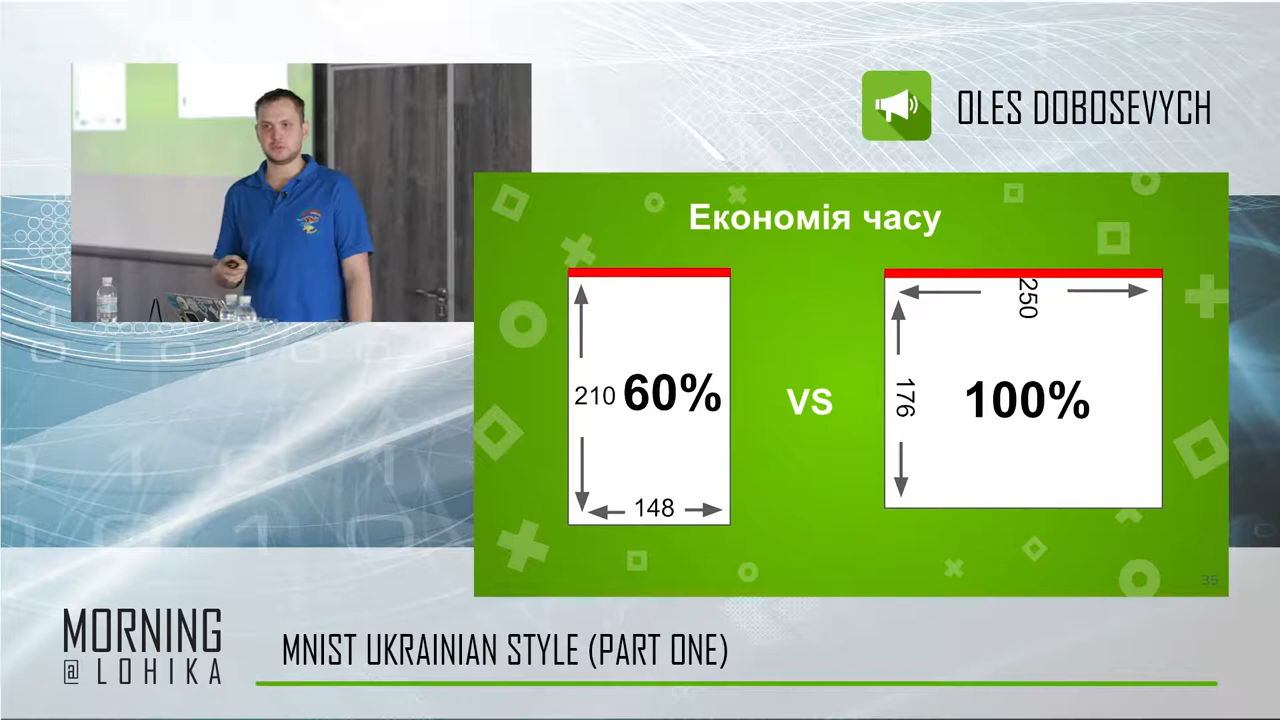 OLES DOBOSEVYCH
Економія часу
250
210
60%
148
VS
176
100%
35
MORNING
@ LOHIKA
MNIST UKRAINIAN STYLE (PART ONE)